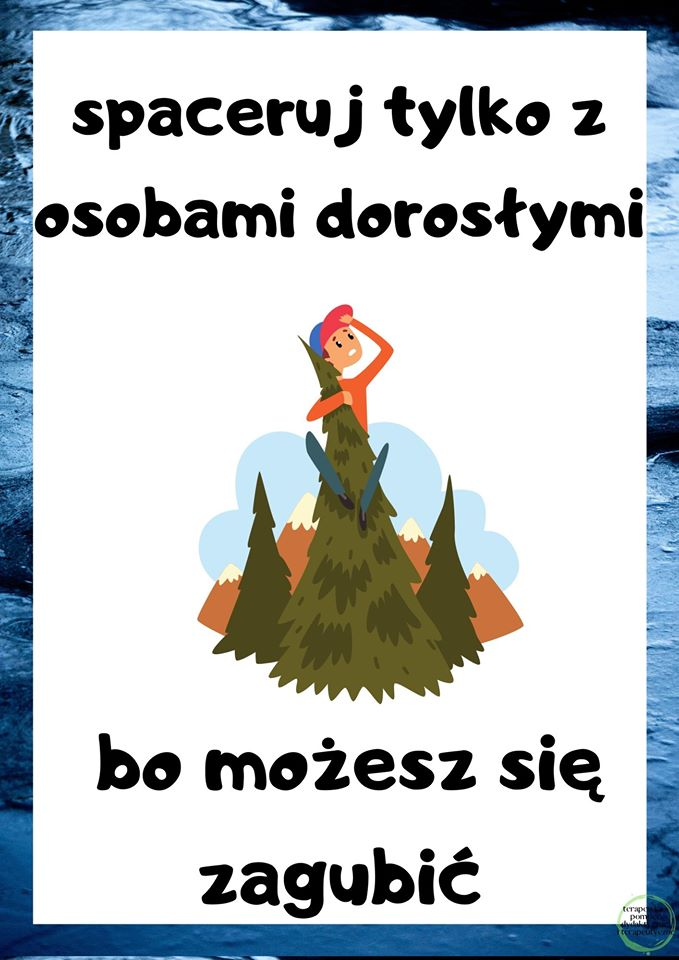 spaceruj tylko z
osobami dorosłymi
bo możesz się
zagubić